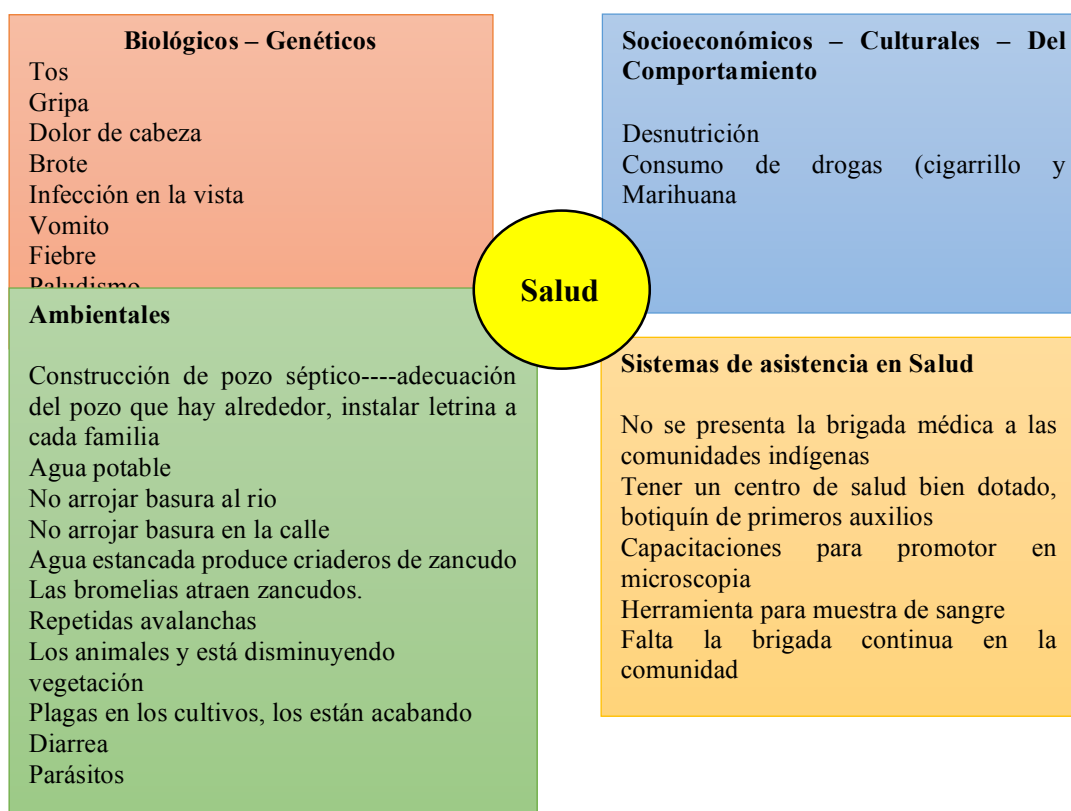 Biológicos – Genéticos
Tos
Gripa
Dolor de cabeza
Brote
Infección en la vista
Vomito
Fiebre
Paludismo
Socioeconómicos – Culturales – Del
Comportamiento
Desnutrición
Consumo de drogas (cigarrillo y
Marihuana
Salud
Ambientales
Construcción de pozo séptico----adecuación
del pozo que hay alrededor, instalar letrina a
cada familia
Agua potable
No arrojar basura al rio
No arrojar basura en la calle
Agua estancada produce criaderos de zancudo
Las bromelias atraen zancudos.
Repetidas avalanchas
Los animales y está disminuyendo
vegetación
Plagas en los cultivos, los están acabando
Diarrea
Parásitos
Sistemas de asistencia en Salud
No se presenta la brigada médica a las
comunidades indígenas
Tener un centro de salud bien dotado,
botiquín de primeros auxilios
Capacitaciones para promotor en
microscopia
Herramienta para muestra de sangre
Falta la brigada continua en la
comunidad